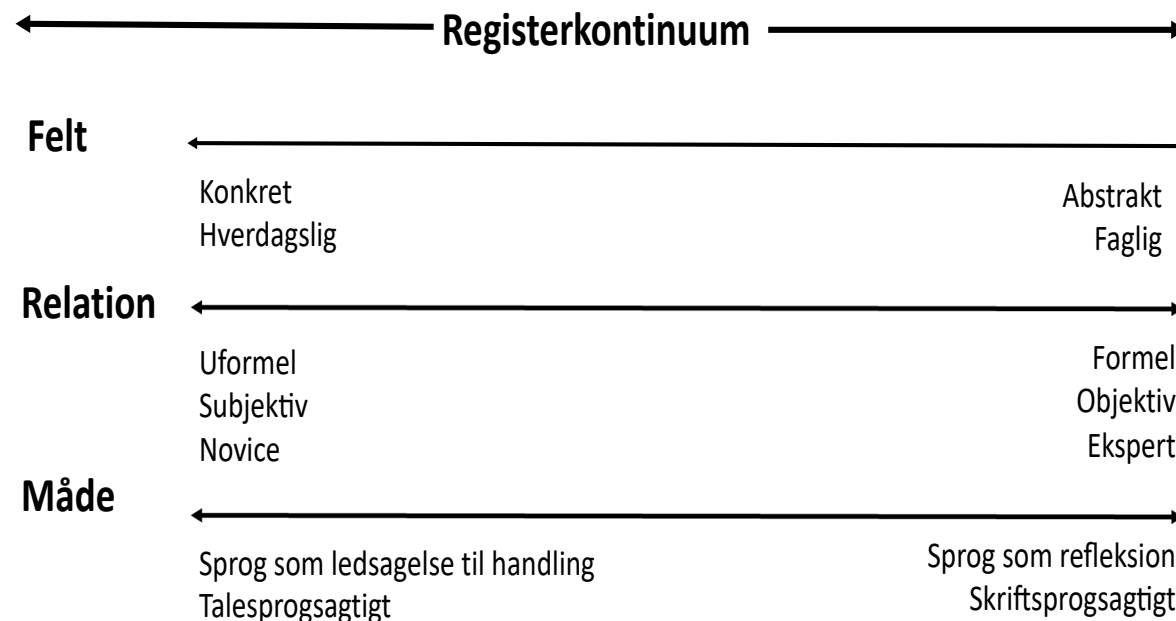 Registerkontinuum
Felt
Konkret
Abstrakt
Hverdagslig
Faglig
Relation
Uformel
Formel
Subjektiv
Objektiv
Novice
Ekspert
Måde
Sprog som ledsagelse til handling
Sprog som refleksion
Talesprogsagtigt
Skriftsprogsagtigt